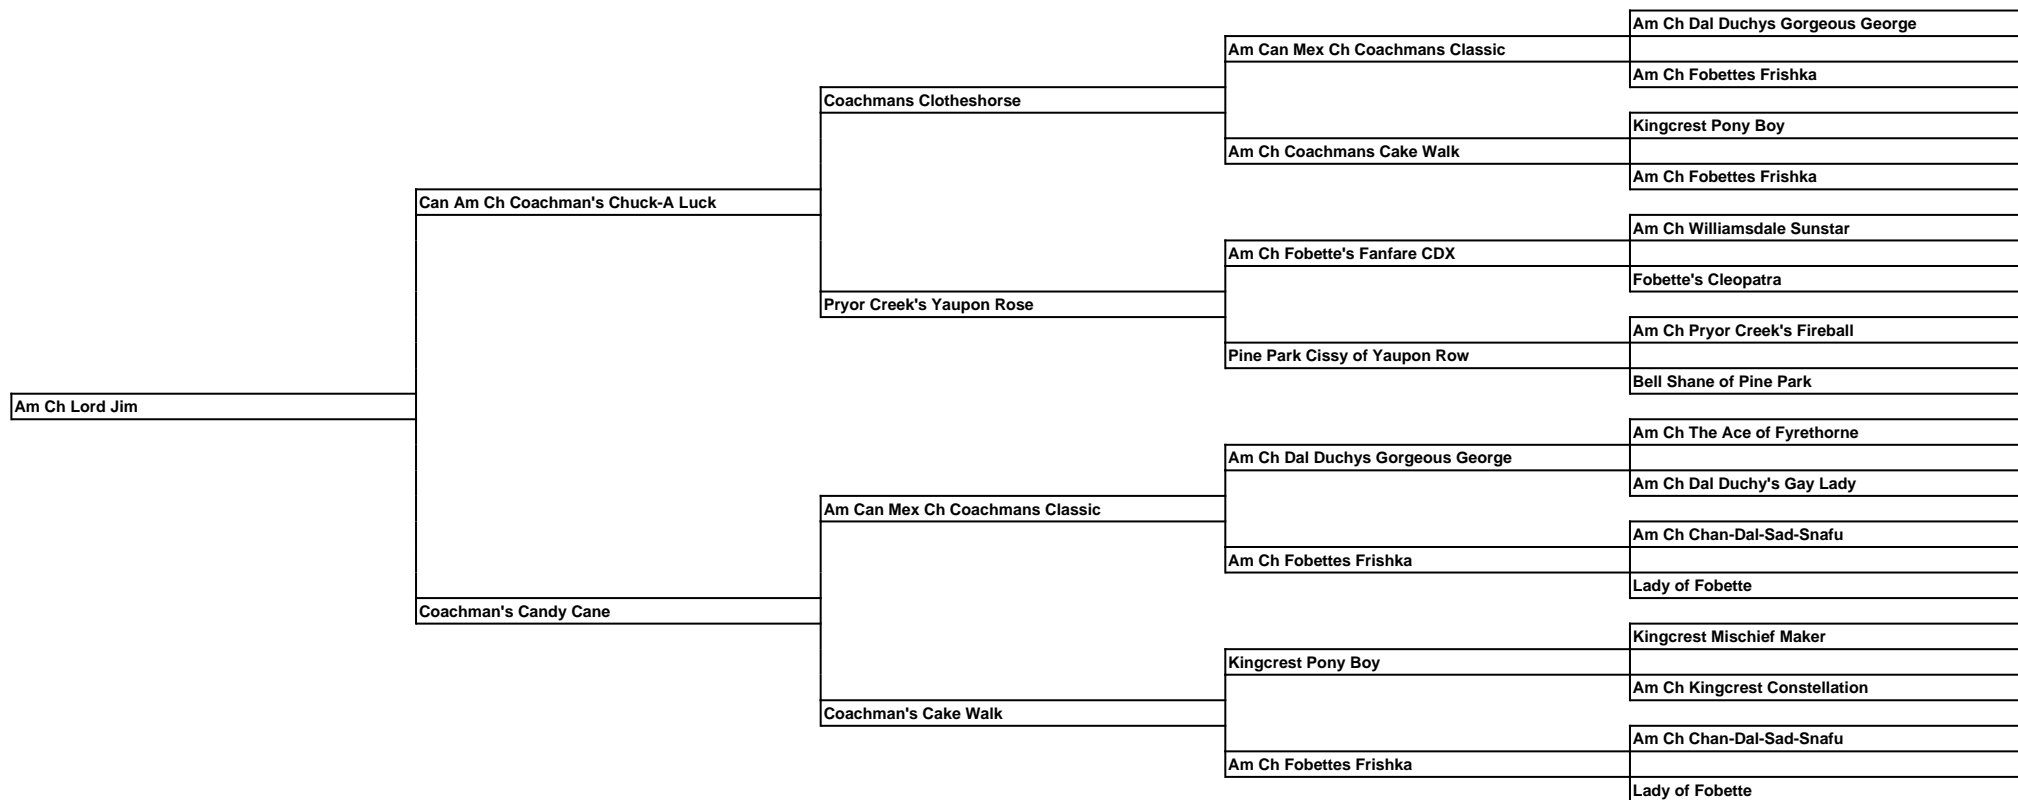 Am Ch Dal Duchys Gorgeous George
Am Can Mex Ch Coachmans Classic
Am Ch Fobettes Frishka
Coachmans Clotheshorse
Kingcrest Pony Boy
Am Ch Coachmans Cake Walk
Am Ch Fobettes Frishka
Can Am Ch Coachman's Chuck-A Luck
Am Ch Williamsdale Sunstar
Am Ch Fobette's Fanfare CDX
Fobette's Cleopatra
Pryor Creek's Yaupon Rose
Am Ch Pryor Creek's Fireball
Pine Park Cissy of Yaupon Row
Bell Shane of Pine Park
Am Ch Lord Jim
Am Ch The Ace of Fyrethorne
Am Ch Dal Duchys Gorgeous George
Am Ch Dal Duchy's Gay Lady
Am Can Mex Ch Coachmans Classic
Am Ch Chan-Dal-Sad-Snafu
Am Ch Fobettes Frishka
Lady of Fobette
Coachman's Candy Cane
Kingcrest Mischief Maker
Kingcrest Pony Boy
Am Ch Kingcrest Constellation
Coachman's Cake Walk
Am Ch Chan-Dal-Sad-Snafu
Am Ch Fobettes Frishka
Lady of Fobette